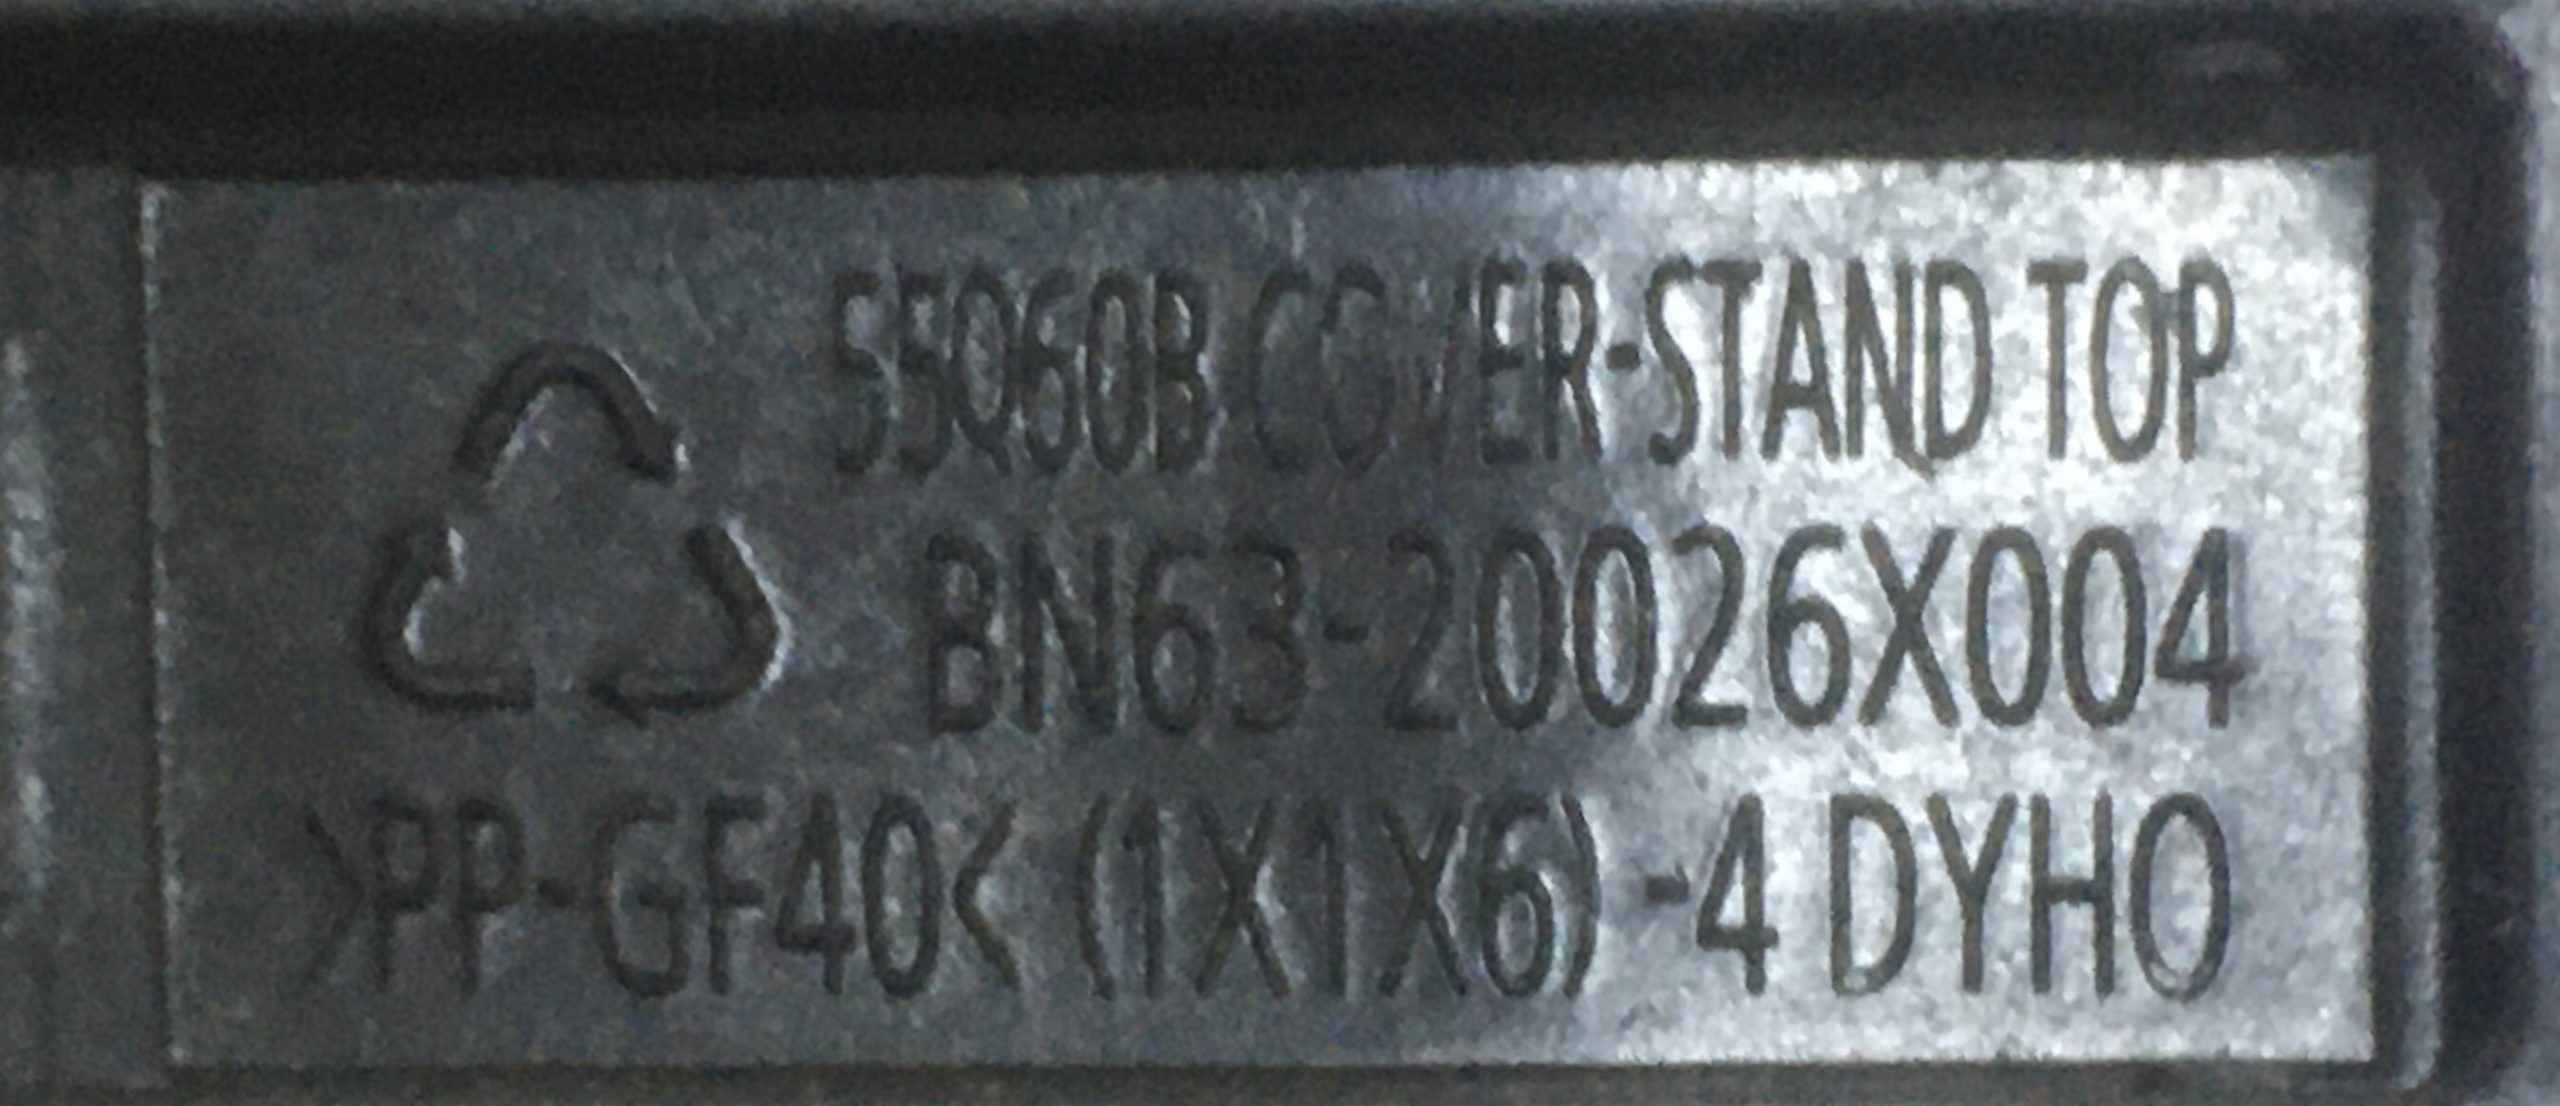 55Q60B COVER-STAND TOP
BN63-20026X004
>PP-GF40< (1X1X6) -4 DYHO